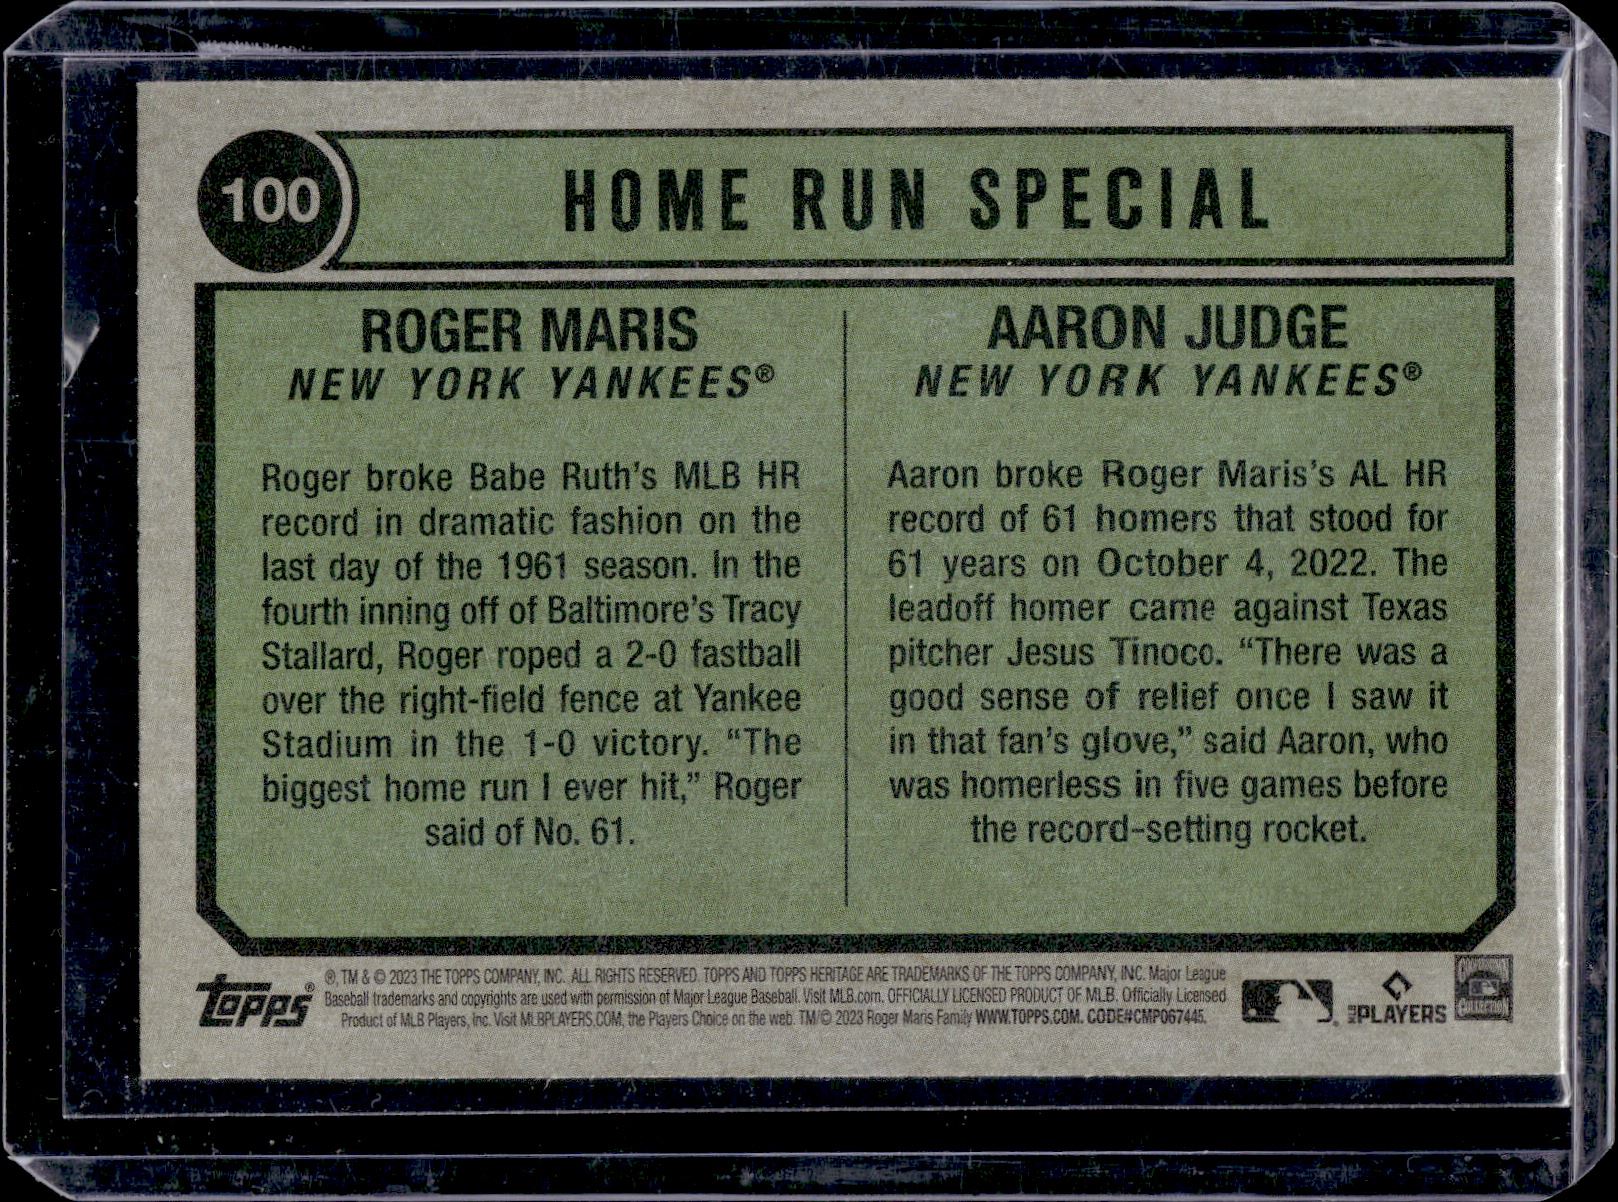 100
HOME RUN SPECIAL
ROGER MARIS
NEW YORK YANKEES®
Roger broke Babe Ruth's MLB HR
record in dramatic fashion on the
last day of the 1961 season. In the
fourth inning off of Baltimore's Tracy
Stallard, Roger roped a 2-0 fastball
over the right-field fence at Yankee
Stadium in the 1-0 victory. “The
biggest home run I ever hit,” Roger
said of No. 61.
AARON JUDGE
NEW YORK YANKEES®
Aaron broke Roger Maris's AL HR
record of 61 homers that stood for
61 years on October 4, 2022. The
leadoff homer came against Texas
pitcher Jesus Tinoco. “There was a
good sense of relief once I saw it
in that fan's glove,” said Aaron, who
was homerless in five games before
the record-setting rocket.
topps®
®, TM & © 2023 THE TOPPS COMPANY, INC. ALL RIGHTS RESERVED. TOPPS AND TOPPS HERITAGE ARE TRADEMARKS OF THE TOPPS COMPANY, INC. Major League
Baseball trademarks and copyrights are used with permission of Major League Baseball. Visit MLB.com. OFFICIALLY LICENSED PRODUCT OF MLB. Officially Licensed
Product of MLB Players, Inc. Visit MLBPLAYERS.COM, the Players Choice on the web. TM/© 2023 Roger Maris Family WWW.TOPPS.COM. CODE#CMP067445.
MLB PLAYERS
COLLECTION